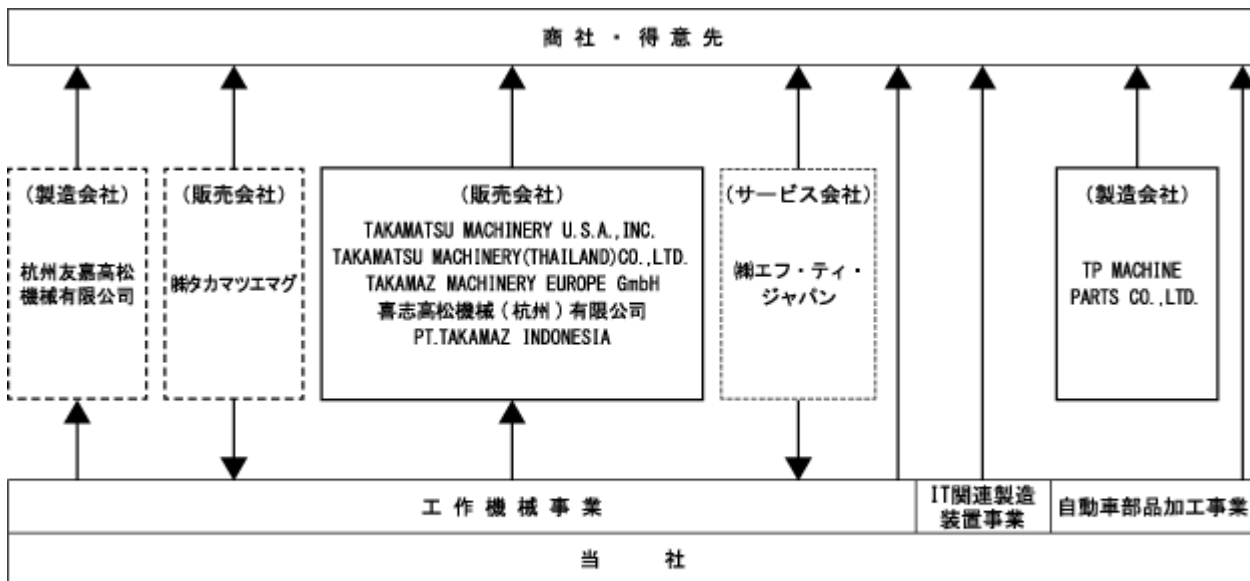 商社・得意先
(製造会社)
杭州友嘉高松
機械有限公司
(販売会社)
㈱タカマツエマグ
(販売会社)
TAKAMATSU MACHINERY U.S.A.,INC.
TAKAMATSU MACHINERY(THAILAND)CO.,LTD.
TAKAMAZ MACHINERY EUROPE GmbH
喜志高松機械(杭州)有限公司
PT.TAKAMAZ INDONESIA
(サービス会社)
㈱エフ・ティ・
ジャパン
(製造会社)
TP MACHINE
PARTS CO.,LTD.
工作機械事業
IT関連製造
装置事業
自動車部品加工事業
当社